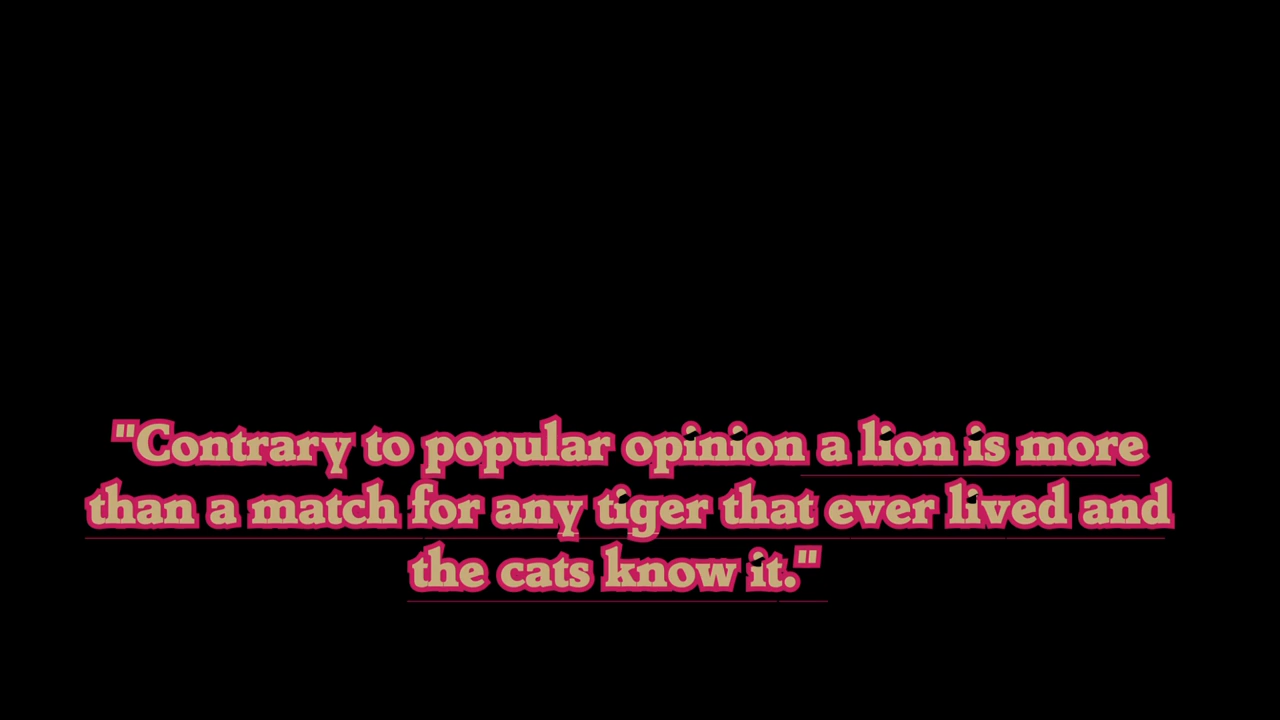 "Contrary to popular opinion a lion is more
than a match for any tiger that ever lived and
the cats know it."